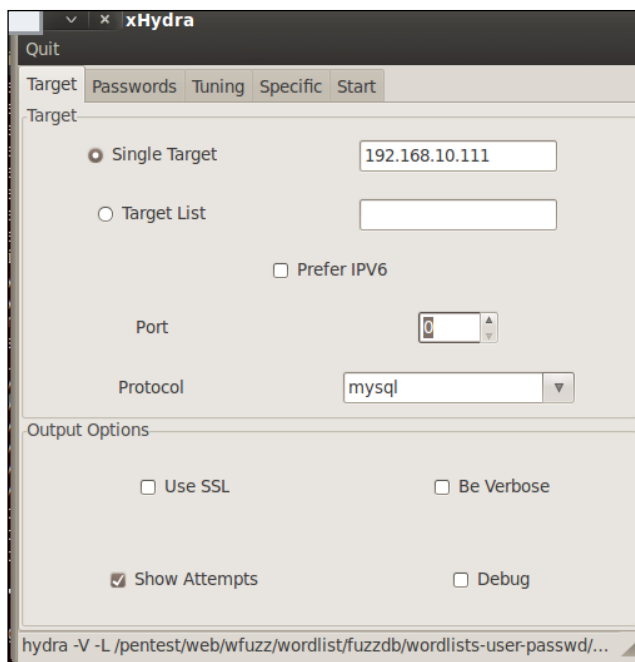 xHydra
Quit
Target Passwords Tuning Specific Start
Target
Single Target 192.168.10.111
Target List
Prefer IPV6
Port 0
Protocol mysql
Output Options
Use SSL Be Verbose
Show Attempts Debug
hydra -V -L /pentest/web/wfuzz/wordlist/fuzzdb/wordlists-user-passwd/...